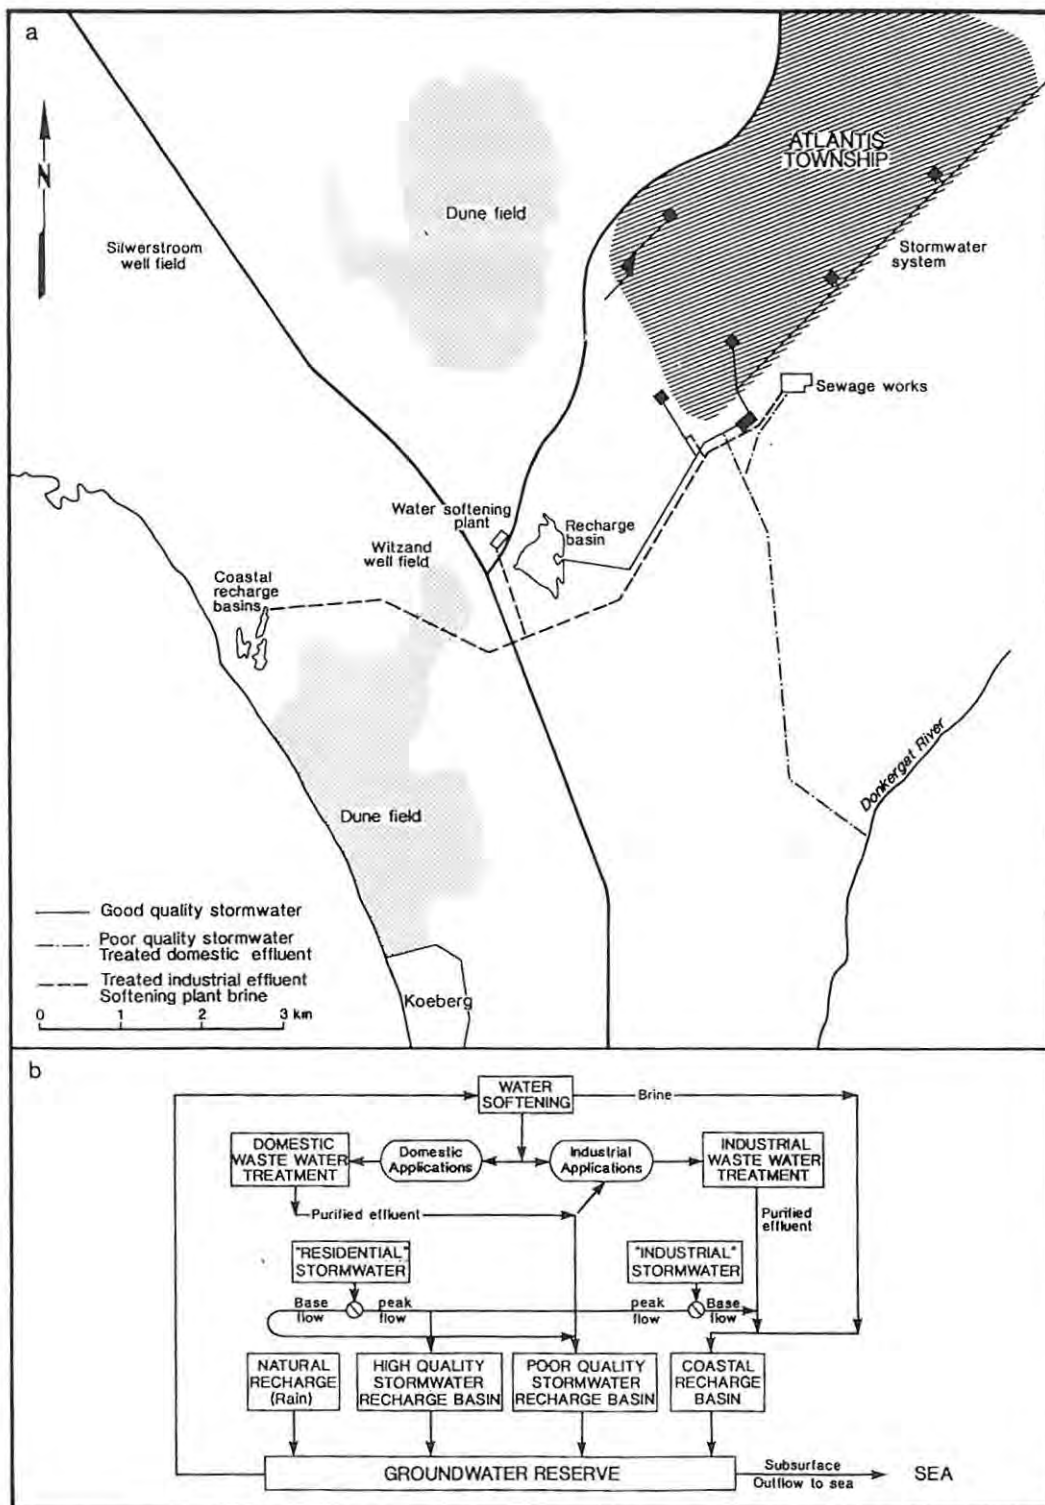 a
N
ATLANTIS
TOWNSHIP
Dune field
Silwerstroom
well field
Stormwater
system
Sewage works
Water softening
plant
Witzand
well field
Recharge
basin
Coastal
recharge
basins
Donkergat River
Dune field
Good quality stormwater
Poor quality stormwater
Treated domestic effluent
Treated industrial effluent
Softening plant brine
Koeberg
0 1 2 3 km
b
WATER
SOFTENING
Brine
DOMESTIC
WASTE WATER
TREATMENT
Domestic
Applications
Industrial
Applications
INDUSTRIAL
WASTE WATER
TREATMENT
Purified effluent
Purified
effluent
"RESIDENTIAL"
STORMWATER
"INDUSTRIAL"
STORMWATER
Base
flow
peak
flow
peak
flow
Base
flow
NATURAL
RECHARGE
(Rain)
HIGH QUALITY
STORMWATER
RECHARGE BASIN
POOR QUALITY
STORMWATER
RECHARGE BASIN
COASTAL
RECHARGE
BASIN
GROUNDWATER RESERVE
Subsurface
Outflow to sea
SEA